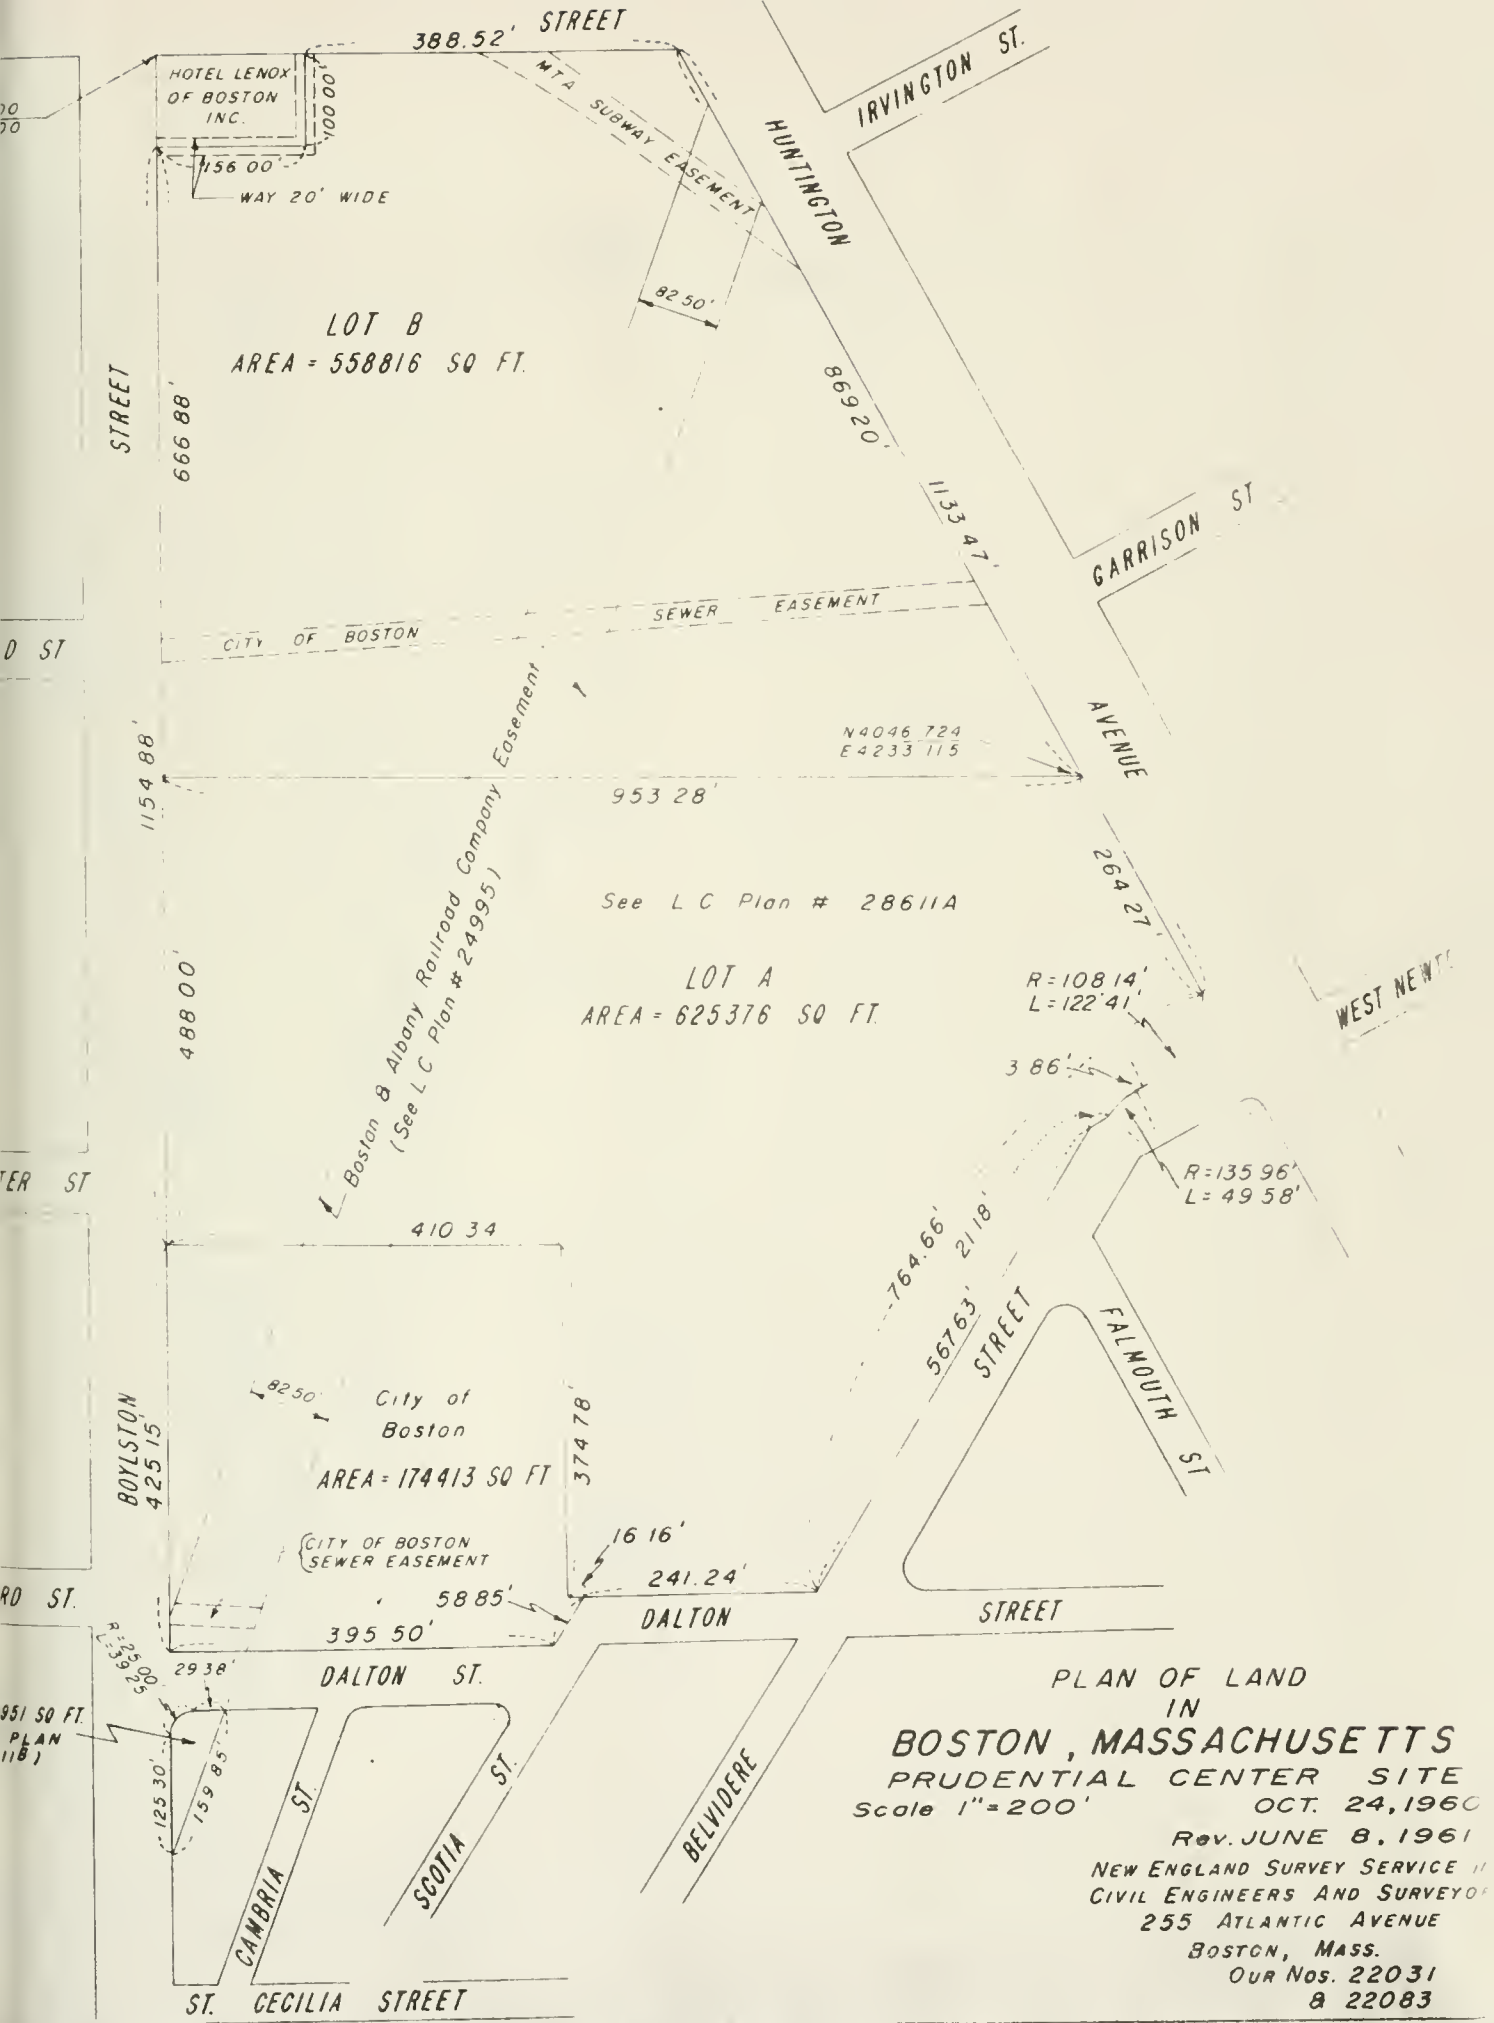 388.52' STREET
HOTEL LENOX
OF BOSTON
INC.
100 00'
156 00'
WAY 20' WIDE
MTA SUBWAY EASEMENT
IRVINGTON ST.
HUNTINGTON
82 50'
LOT B
AREA = 558816 SQ FT.
STREET
666 88'
869 20'
1133 47'
GARRISON ST
CITY OF BOSTON SEWER EASEMENT
D ST
AVENUE
N4046 724
E4233 115
1154 88'
953 28'
264 27'
Boston & Albany Railroad Company Easement
(See L C Plan # 24995)
See L C Plan # 28611A
488 00'
LOT A
AREA = 625376 SQ FT.
R=108 14'
L=122 41'
WEST NEWT
3 86'
R=135 96'
L= 49 58'
TER ST
410 34
764.66'
21 18'
567 63'
STREET
FALMOUTH ST
82 50'
City of
Boston
AREA = 174413 SQ FT
374 78'
BOYLSTON
425 15'
CITY OF BOSTON
SEWER EASEMENT
16 16'
58 85'
241.24'
RD ST.
395 50'
DALTON STREET
R=25 00
L=39 25
29 38'
DALTON ST.
951 SQ FT.
PLAN
11B)
125 30'
159 85'
CAMBRIA ST.
SCOTIA ST.
BELVIDERE
ST. CECILIA STREET
PLAN OF LAND
IN
BOSTON, MASSACHUSETTS
PRUDENTIAL CENTER SITE
Scale 1"=200' OCT. 24, 1960
Rev. JUNE 8, 1961
NEW ENGLAND SURVEY SERVICE
CIVIL ENGINEERS AND SURVEYO
255 ATLANTIC AVENUE
BOSTON, MASS.
OUR NOS. 22031
& 22083